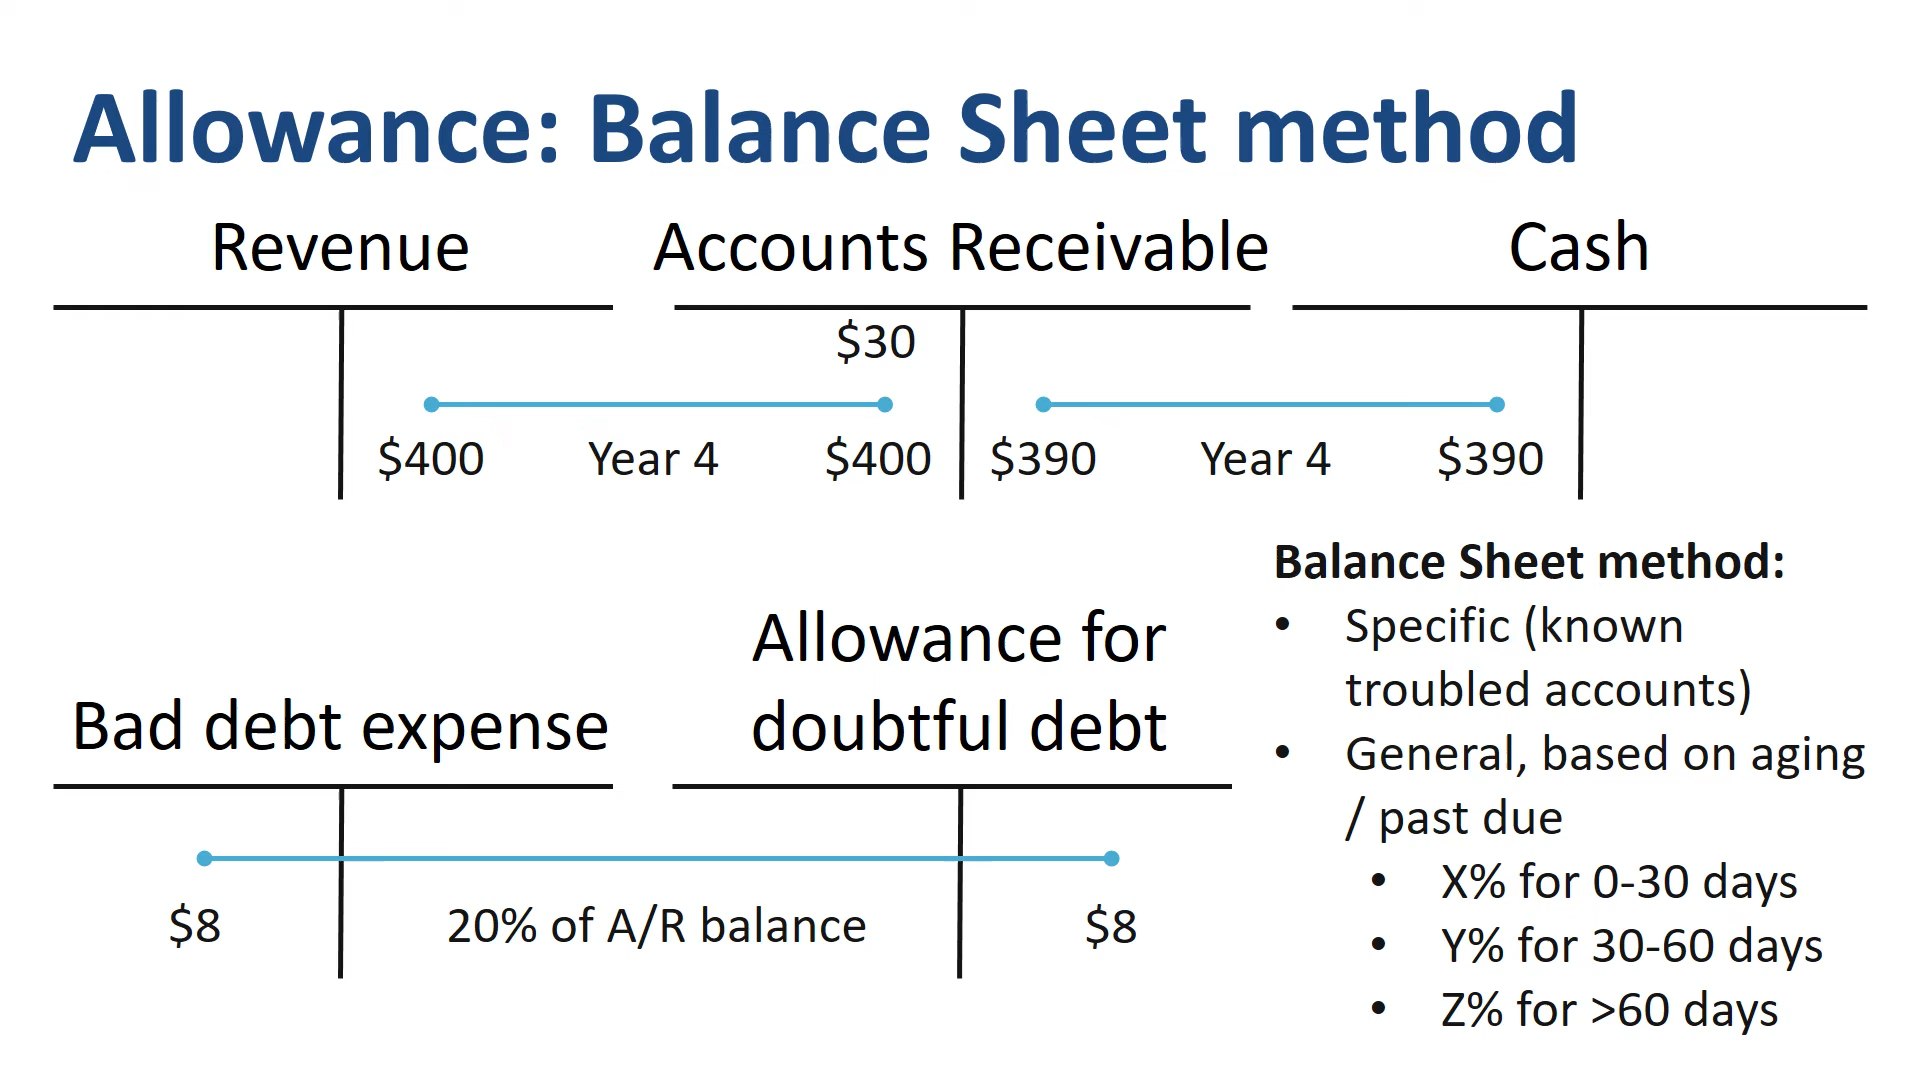 Allowance: Balance Sheet method
Revenue
Accounts Receivable
Cash
$30
$400
Year 4
$400
$390
Year 4
$390
Bad debt expense
Allowance for
doubtful debt
$8
20% of A/R balance
$8
Balance Sheet method:
• Specific (known
troubled accounts)
• General, based on aging
/ past due
• X% for 0-30 days
• Y% for 30-60 days
• Z% for >60 days